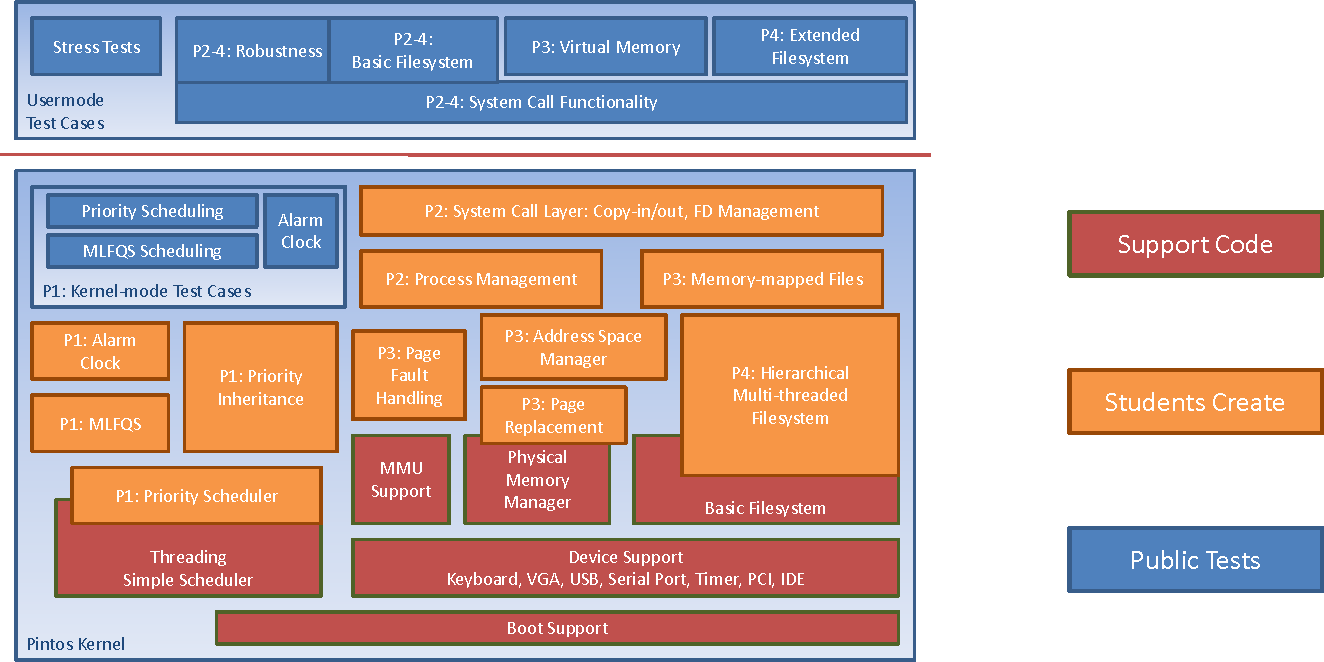 Stress Tests
P2-4: Robustness
P2-4:
Basic Filesystem
P3: Virtual Memory
P4: Extended
Filesystem
P2-4: System Call Functionality
Usermode
Test Cases
Priority Scheduling
MLFQS Scheduling
Alarm
Clock
P1: Kernel-mode Test Cases
P2: System Call Layer: Copy-in/out, FD Management
P2: Process Management
P3: Memory-mapped Files
P1: Alarm
Clock
P1: Priority
Inheritance
P1: MLFQS
P3: Page
Fault
Handling
P3: Address Space
Manager
P3: Page
Replacement
P4: Hierarchical
Multi-threaded
Filesystem
P1: Priority Scheduler
Threading
Simple Scheduler
MMU
Support
Physical
Memory
Manager
Basic Filesystem
Device Support
Keyboard, VGA, USB, Serial Port, Timer, PCI, IDE
Boot Support
Pintos Kernel
Support Code
Students Create
Public Tests